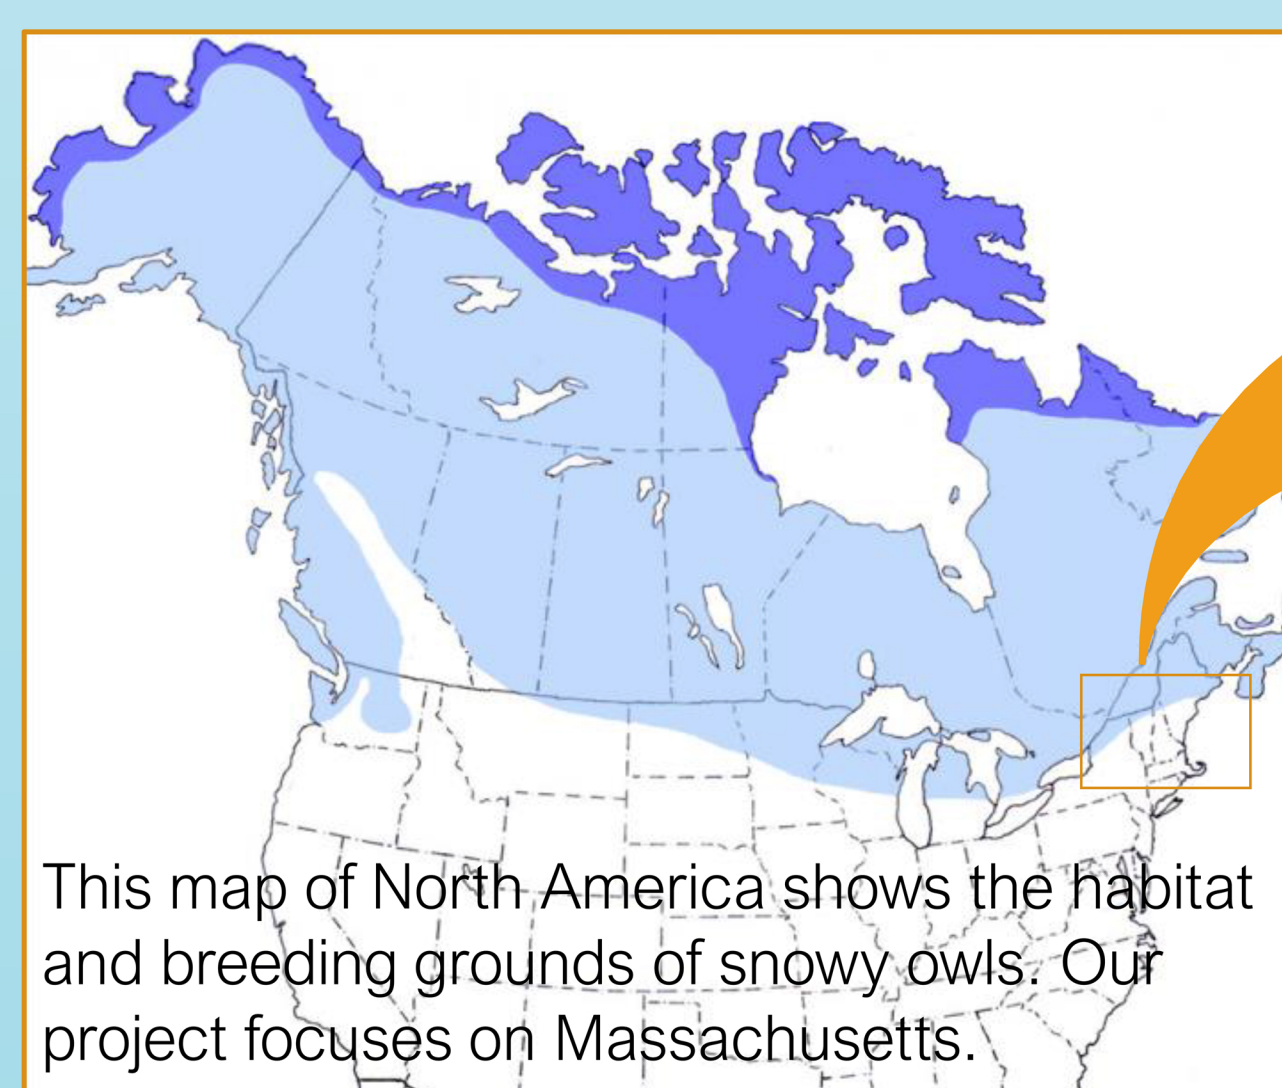 This map of North America shows the habitat
and breeding grounds of snowy owls. Our
project focuses on Massachusetts.